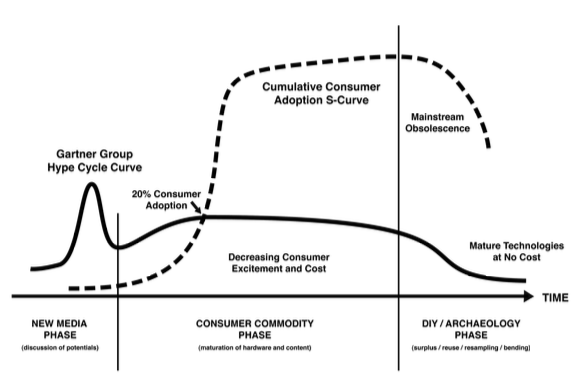 Cumulative Consumer
Adoption S-Curve
Mainstream
Obsolescence
Gartner Group
Hype Cycle Curve
20% Consumer
Adoption
Decreasing Consumer
Excitement and Cost
Mature Technologies
at No Cost
TIME
NEW MEDIA
PHASE
(discussion of potentials)
CONSUMER COMMODITY
PHASE
(maturation of hardware and content)
DIY / ARCHAEOLOGY
PHASE
(surplus / reuse / resampling / bending)